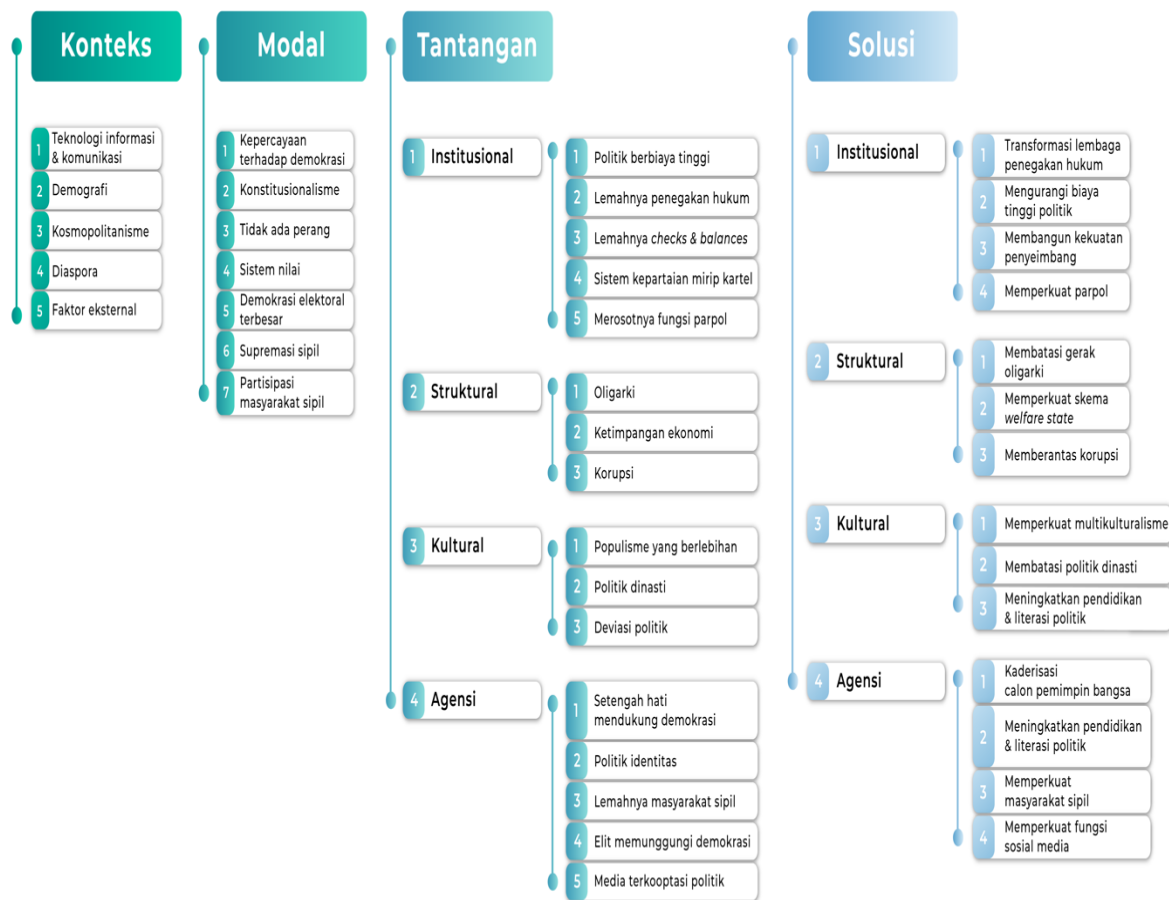 Konteks
1
Teknologi informasi
& komunikasi
2
Demografi
3
Kosmopolitanisme
4
Diaspora
5
Faktor eksternal
Modal
1
Kepercayaan
terhadap demokrasi
2
Konstitusionalisme
3
Tidak ada perang
4
Sistem nilai
5
Demokrasi elektoral
terbesar
6
Supremasi sipil
7
Partisipasi
masyarakat sipil
Tantangan
1
Institusional
1
Politik berbiaya tinggi
2
Lemahnya penegakan hukum
3
Lemahnya checks & balances
4
Sistem kepartaian mirip kartel
5
Merosotnya fungsi parpol
2
Struktural
1
Oligarki
2
Ketimpangan ekonomi
3
Korupsi
3
Kultural
1
Populisme yang berlebihan
2
Politik dinasti
3
Deviasi politik
4
Agensi
1
Setengah hati
mendukung demokrasi
2
Politik identitas
3
Lemahnya masyarakat sipil
4
Elit memunggungi demokrasi
5
Media terkooptasi politik
Solusi
1
Institusional
1
Transformasi lembaga
penegakan hukum
2
Mengurangi biaya
tinggi politik
3
Membangun kekuatan
penyeimbang
4
Memperkuat parpol
2
Struktural
1
Membatasi gerak
oligarki
2
Memperkuat skema
welfare state
3
Memberantas korupsi
3
Kultural
1
Memperkuat multikulturalisme
2
Membatasi politik dinasti
3
Meningkatkan pendidikan
& literasi politik
4
Agensi
1
Kaderisasi
calon pemimpin bangsa
2
Meningkatkan pendidikan
& literasi politik
3
Memperkuat
masyarakat sipil
4
Memperkuat fungsi
sosial media